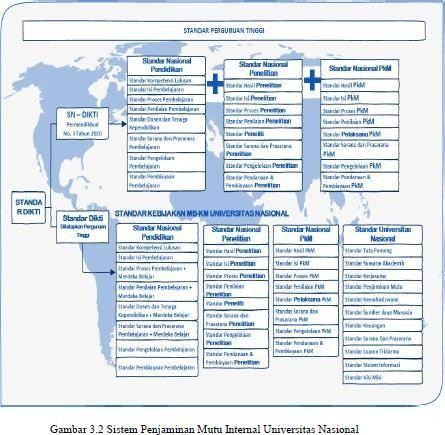 STANDAR PERGURUAN TINGGI
Standar Nasional
Pendidikan
Standar Kompetensi Lulusan
Standar Isi Pembelajaran
Standar Proses Pembelajaran
Standar Penilaian Pembelajaran
Standar Dosen dan Tenaga
Kependidikan
Standar Sarana dan Prasarana
Pembelajaran
Standar Pengelolaan
Pembelajaran
Standar Pembiayaan
Pembelajaran
Standar Nasional
Penelitian
Standar Hasil Penelitian
Standar Isi Penelitian
Standar Proses Penelitian
Standar Penilaian Penelitian
Standar Peneliti
Standar Sarana dan Prasarana
Penelitian
Standar Pengelolaan Penelitian
Standar Pendanaan &
Pembiayaan Penelitian
Standar Nasional PkM
Standar Hasil PkM
Standar Isi PkM
Standar Proses PkM
Standar Penilaian PkM
Standar Pelaksana PkM
Standar Sarana dan Prasarana
PkM
Standar Pengelolaan PkM
Standar Pendanaan &
Pembiayaan PkM
SN – DIKTI
Permendikbud
No. 3 Tahun 2020
STANDA
R DIKTI
Standar Dikti
Ditetapkan Perguruan
Tinggi
STANDAR KEBIJAKAN MB-KM UNIVERSITAS NASIONAL
Standar Nasional
Pendidikan
Standar Kompetensi Lulusan
Standar Isi Pembelajaran
Standar Proses Pembelajaran +
Merdeka Belajar
Standar Penilaian Pembelajaran +
Merdeka Belajar
Standar Dosen dan Tenaga
Kependidikan + Merdeka Belajar
Standar Sarana dan Prasarana
Pembelajaran + Merdeka Belajar
Standar Pengelolaan Pembelajaran
Standar Pembiayaan Pembelajaran
Standar Nasional
Penelitian
Standar Hasil Penelitian
Standar Isi Penelitian
Standar Proses Penelitian
Standar Penilaian
Penelitian
Standar Peneliti
Standar Sarana dan
Prasarana Penelitian
Standar Pengelolaan
Penelitian
Standar Pendanaan &
Pembiayaan Penelitian
Standar Nasional
PkM
Standar Hasil PkM
Standar Isi PkM
Standar Proses PkM
Standar Penilaian PkM
Standar Pelaksana PkM
Standar Sarana dan
Prasarana PkM
Standar Pengelolaan PkM
Standar Pendanaan &
Pembiayaan PkM
Standar Universitas
Nasional
Standar Tata Pamong
Standar Suasana Akademik
Standar Kerjasama
Standar Penjaminan Mutu
Standar Kemahasiswaan
Standar Sumber daya Manusia
Standar Keuangan
Standar Sarana Dan Prasarana
Standar Luaran Tridarma
Standar Sistem Informasi
Standar Visi Misi
Gambar 3.2 Sistem Penjaminan Mutu Internal Universitas Nasional